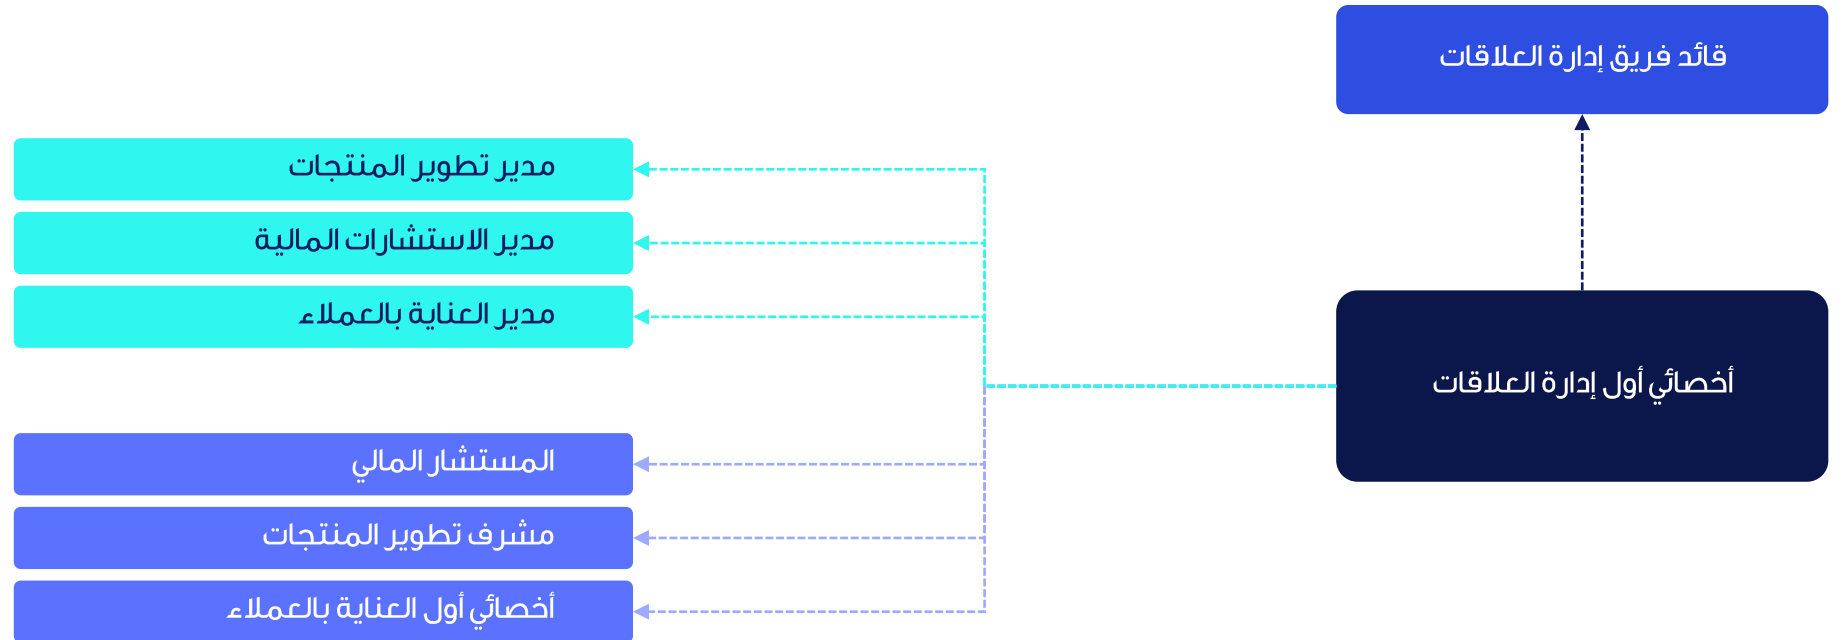 قائد فريق إدارة العلاقات
أخصائي أول إدارة العلاقات
مدير تطوير المنتجات
مدير الاستشارات المالية
مدير العناية بالعملاء
المستشار المالي
مشرف تطوير المنتجات
أخصائي أول العناية بالعملاء